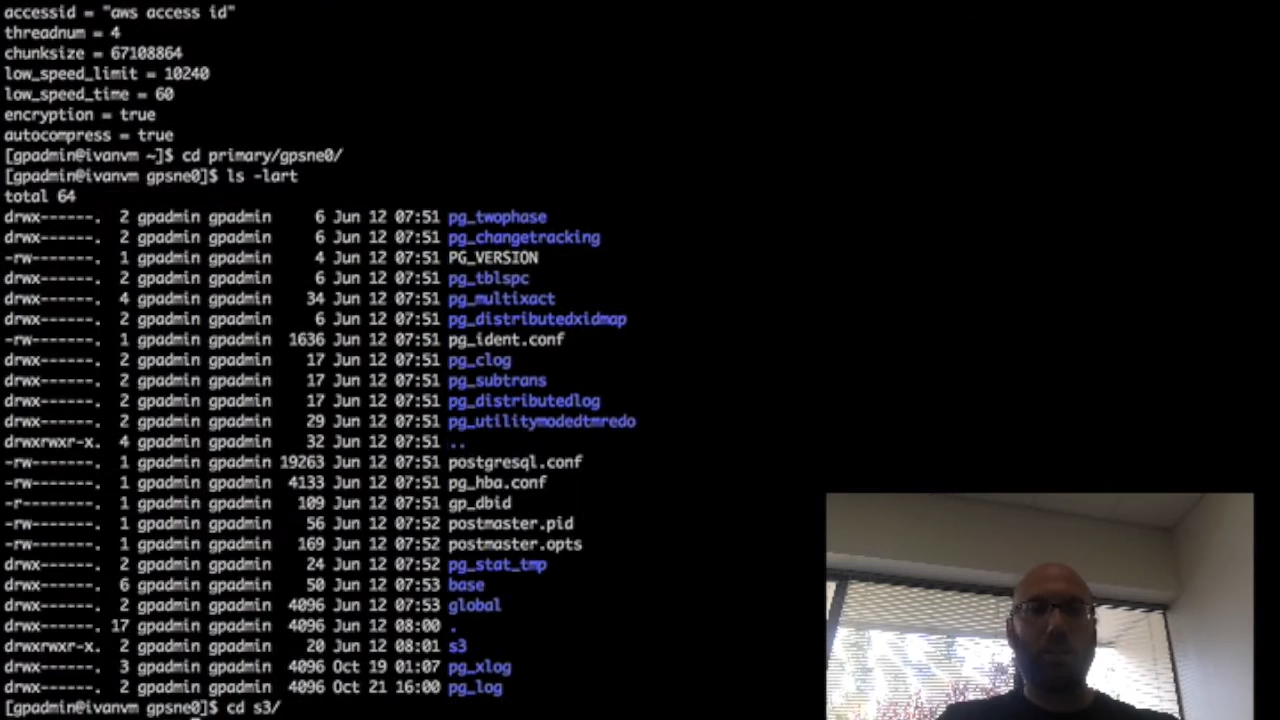 accessid = "aws access id"
threadnum = 4
chunksize = 67108864
low_speed_limit = 10240
low_speed_time = 60
encryption = true
autocompress = true
[gpadmin@ivanvm ~]$ cd primary/gpsne0/
[gpadmin@ivanvm gpsne0]$ ls -lart
total 64
drwx------. 2 gpadmin gpadmin 6 Jun 12 07:51 pg_twophase
drwx------. 2 gpadmin gpadmin 6 Jun 12 07:51 pg_changetracking
-rw-------. 1 gpadmin gpadmin 4 Jun 12 07:51 PG_VERSION
drwx------. 2 gpadmin gpadmin 6 Jun 12 07:51 pg_tblspc
drwx------. 4 gpadmin gpadmin 34 Jun 12 07:51 pg_multixact
drwx------. 2 gpadmin gpadmin 6 Jun 12 07:51 pg_distributedxidmap
-rw-------. 1 gpadmin gpadmin 1636 Jun 12 07:51 pg_ident.conf
drwx------. 2 gpadmin gpadmin 17 Jun 12 07:51 pg_clog
drwx------. 2 gpadmin gpadmin 17 Jun 12 07:51 pg_subtrans
drwx------. 2 gpadmin gpadmin 17 Jun 12 07:51 pg_distributedlog
drwx------. 2 gpadmin gpadmin 29 Jun 12 07:51 pg_utilitymodedtmredo
drwxrwxr-x. 4 gpadmin gpadmin 32 Jun 12 07:51 ..
-rw-------. 1 gpadmin gpadmin 19263 Jun 12 07:51 postgresql.conf
-rw-------. 1 gpadmin gpadmin 4133 Jun 12 07:51 pg_hba.conf
-r--------. 1 gpadmin gpadmin 109 Jun 12 07:51 gp_dbid
-rw-------. 1 gpadmin gpadmin 56 Jun 12 07:52 postmaster.pid
-rw-------. 1 gpadmin gpadmin 169 Jun 12 07:52 postmaster.opts
drwx------. 2 gpadmin gpadmin 24 Jun 12 07:52 pg_stat_tmp
drwx------. 6 gpadmin gpadmin 50 Jun 12 07:53 base
drwx------. 2 gpadmin gpadmin 4096 Jun 12 07:53 global
drwx------. 17 gpadmin gpadmin 4096 Jun 12 08:00 .
drwxrwxr-x. 2 gpadmin gpadmin 20 Jun 12 08:01 s3
drwx------. 3 gpadmin gpadmin 4096 Oct 19 01:07 pg_xlog
drwx------. 2 gpadmin gpadmin 4096 Oct 21 16:00 pg_log
[gpadmin@ivanvm gpsne0]$ cd s3/